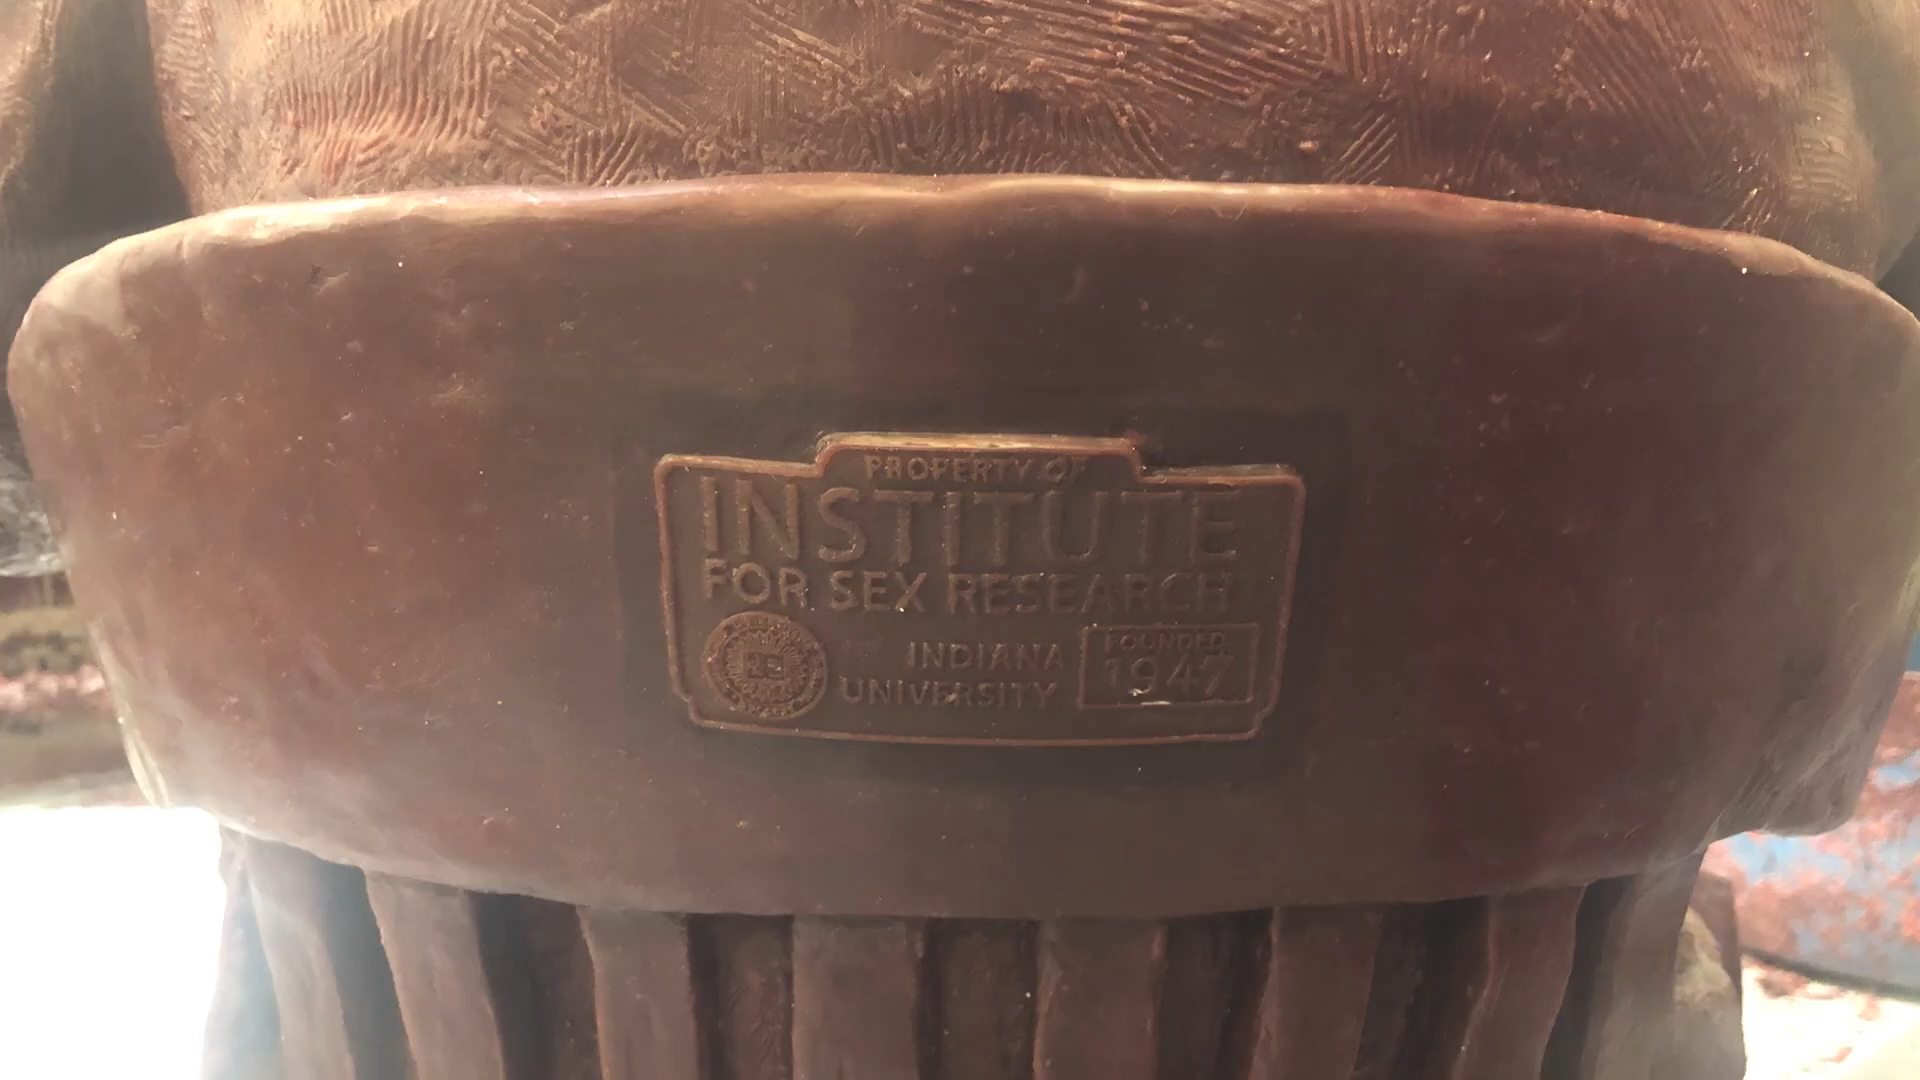 PROPERTY OF
INSTITUTE
FOR SEX RESEARCH
INDIANA
UNIVERSITY
FOUNDED
1947